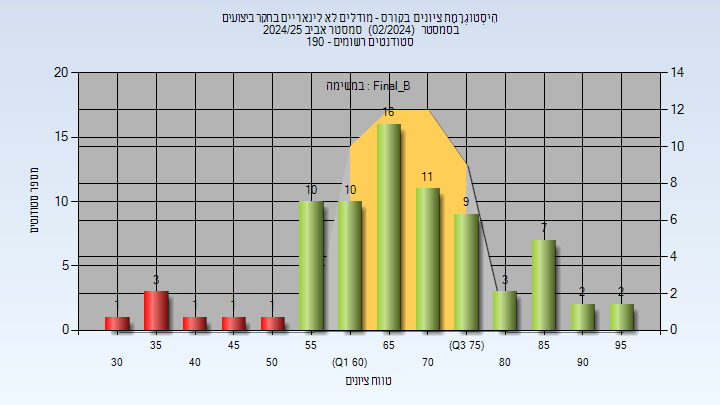 הִיסְטוֹגְרָמַת ציונים בקורס - מודלים לא לינאריים בחקר ביצועים
בסמסטר (02/2024) סמסטר אביב 2024/25
סטודנטים רשומים - 190
במשימה : Final_B
מספר סטודנטים
20 15 10 5 0
14 12 10 8 6 4 2 0
1 3 1 1 1 10 10 16 11 9 3 7 2 2
30 35 40 45 50 55 (Q1 60) 65 70 (Q3 75) 80 85 90 95
טווח ציונים